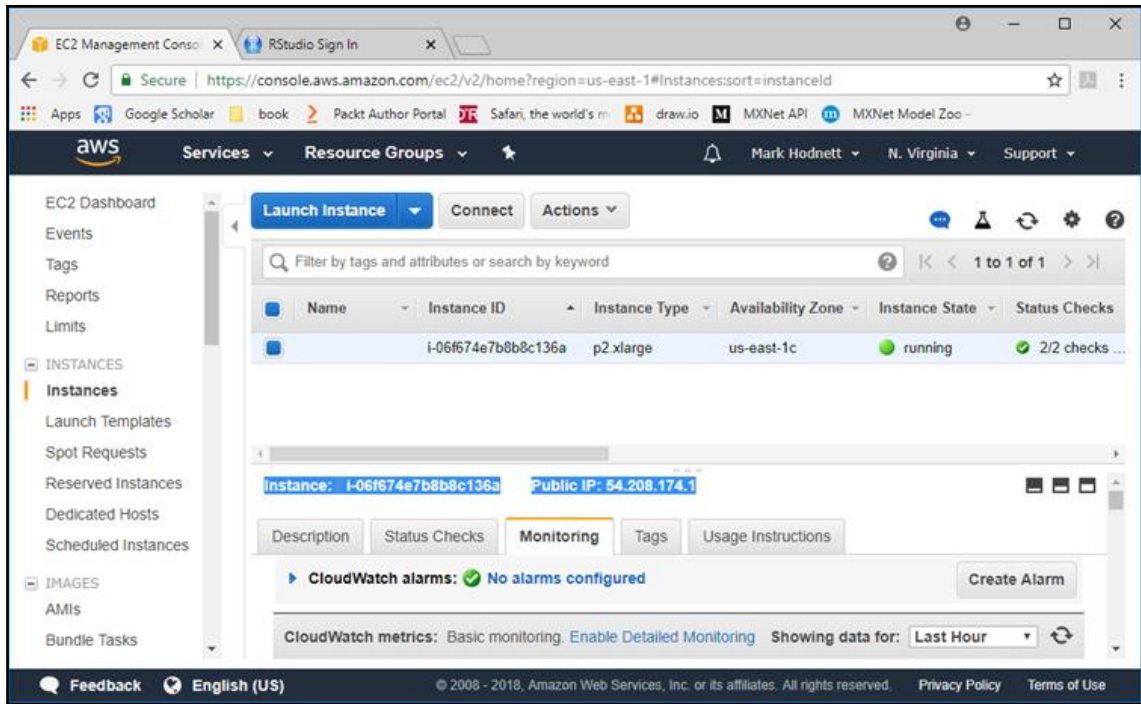 EC2 Management Conso
RStudio Sign In
Secure | https://console.aws.amazon.com/ec2/v2/home?region=us-east-1#Instances:sort=instanceId
Apps Google Scholar book Packt Author Portal Safari, the world's m draw.io MXNet API MXNet Model Zoo -
aws Services Resource Groups Mark Hodnett N. Virginia Support
EC2 Dashboard
Events
Tags
Reports
Limits
INSTANCES
Instances
Launch Templates
Spot Requests
Reserved Instances
Dedicated Hosts
Scheduled Instances
IMAGES
AMIs
Bundle Tasks
Launch Instance Connect Actions
Filter by tags and attributes or search by keyword 1 to 1 of 1
Name Instance ID Instance Type Availability Zone Instance State Status Checks
i-06f674e7b8b8c136a p2.xlarge us-east-1c running 2/2 checks ...
Instance: i-06f674e7b8b8c136a Public IP: 54.208.174.1
Description Status Checks Monitoring Tags Usage Instructions
CloudWatch alarms: No alarms configured Create Alarm
CloudWatch metrics: Basic monitoring. Enable Detailed Monitoring Showing data for: Last Hour
Feedback English (US) © 2008 - 2018, Amazon Web Services, Inc. or its affiliates. All rights reserved. Privacy Policy Terms of Use